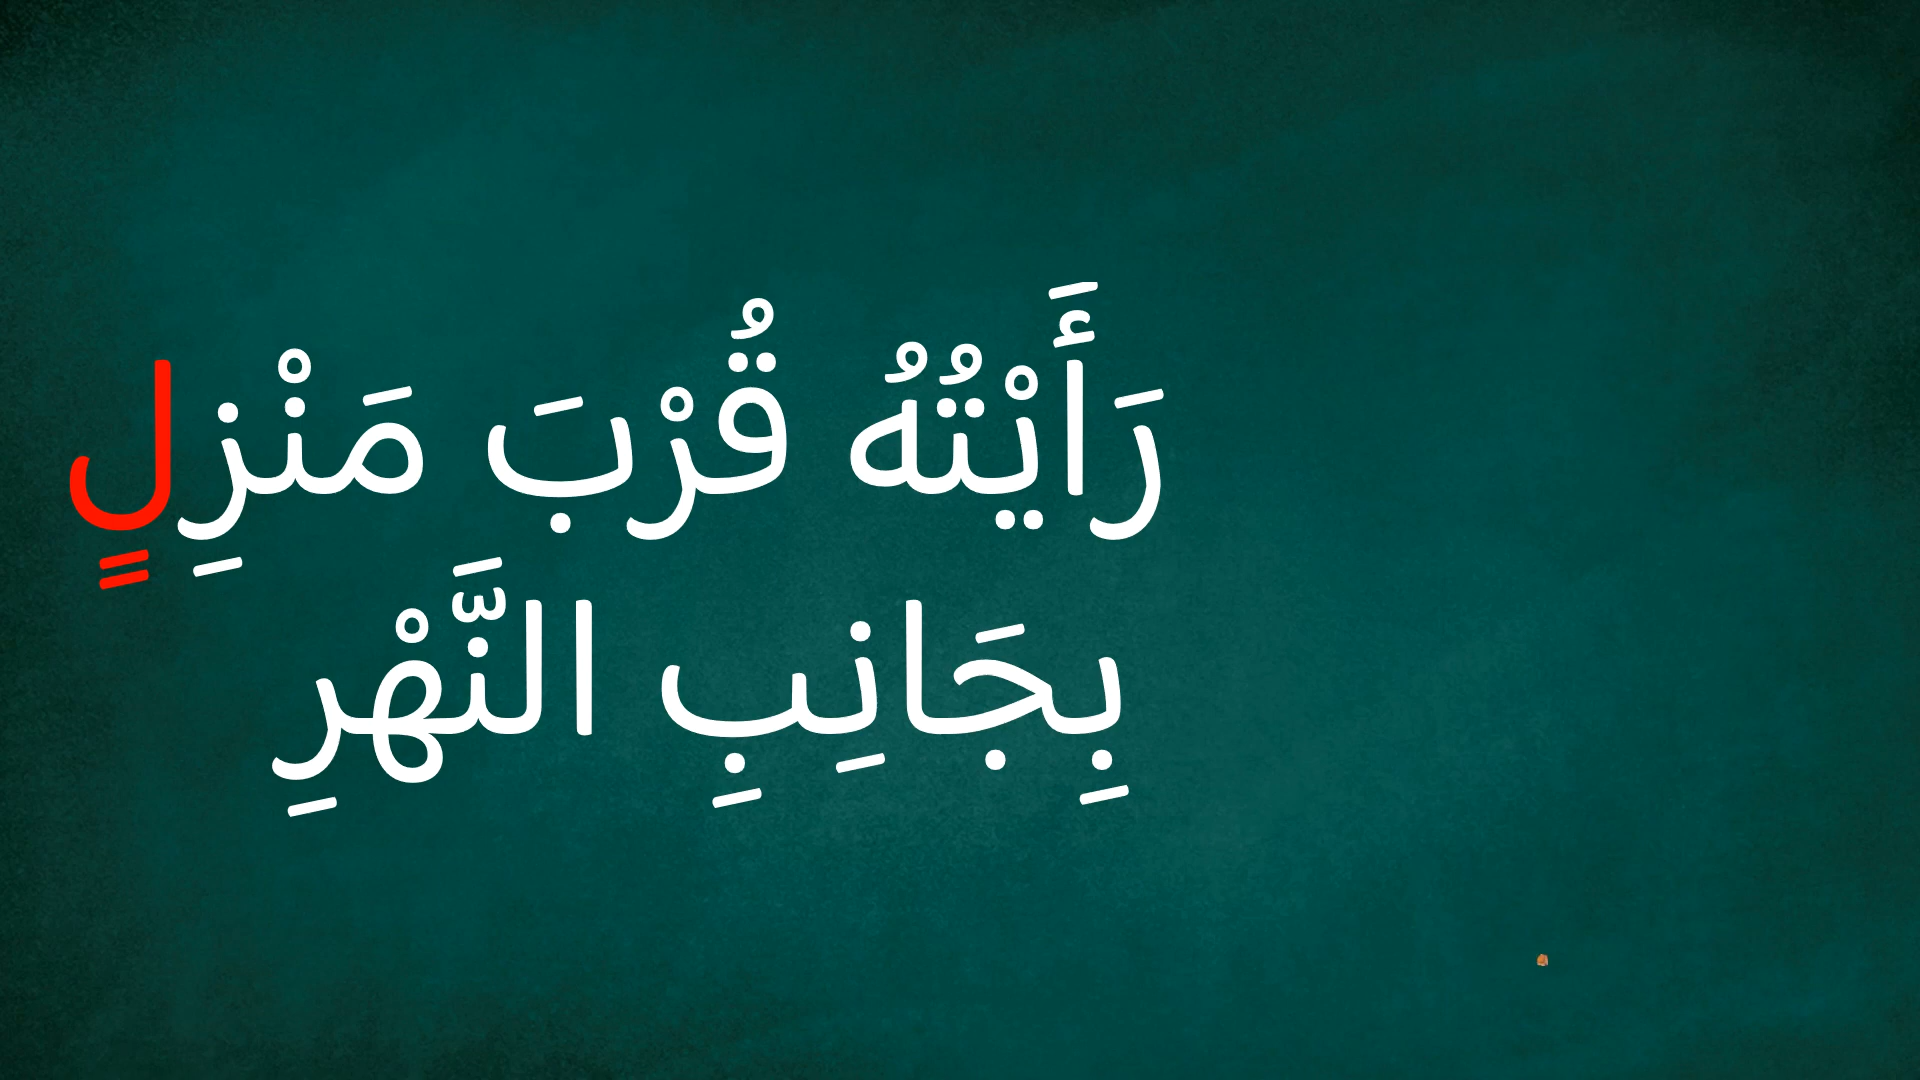 رَأَيْتُهُ قُرْبَ مَنْزِلٍ
بِجَانِبِ النَّهْرِ